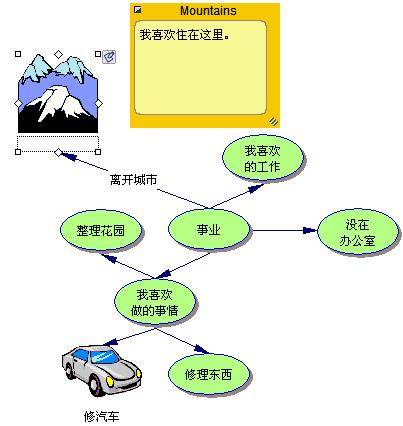 Mountains
我喜欢住在这里。
我喜欢
的工作
离开城市
整理花园
事业
没在
办公室
我喜欢
做的事情
修理东西
修汽车